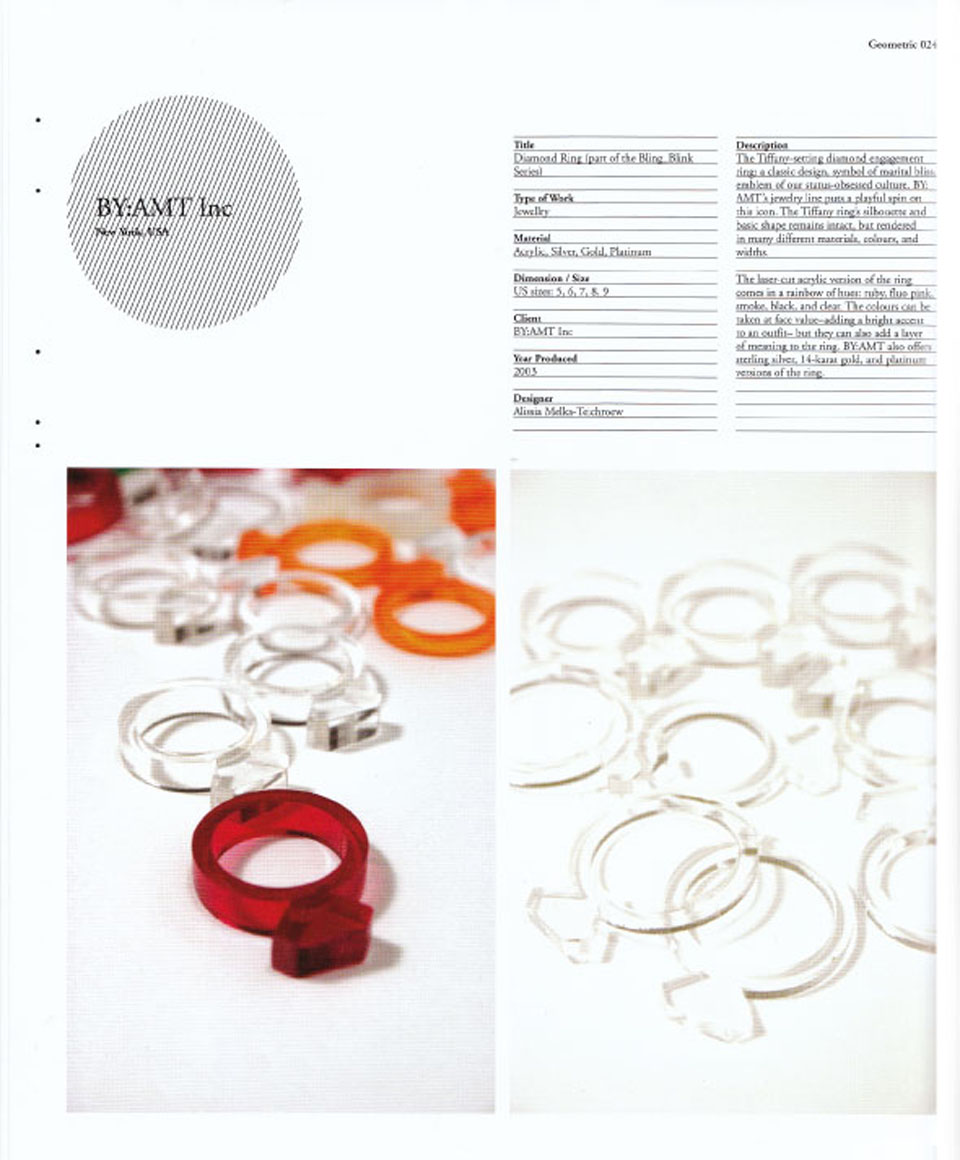 Geometric 024
BY:AMT Inc
New York, USA
Title
Diamond Ring (part of the Bling, Blink
Series)
Type of Work
Jewellry
Material
Acrylic, Silver, Gold, Platinum
Dimension / Size
US sizes: 5, 6, 7, 8, 9
Client
BY:AMT Inc
Year Produced
2003
Designer
Alissia Melka-Teichroew
Description
The Tiffany-setting diamond engagement
ring: a classic design, symbol of marital bliss,
emblem of our status-obsessed culture. BY:
AMT's jewelry line puts a playful spin on
this icon. The Tiffany ring's silhouette and
basic shape remains intact, but rendered
in many different materials, colours, and
widths.
The laser-cut acrylic version of the ring
comes in a rainbow of hues: ruby, fluo pink,
smoke, black, and clear. The colours can be
taken at face value–adding a bright accent
to an outfit– but they can also add a layer
of meaning to the ring. BY:AMT also offers
sterling silver, 14-karat gold, and platinum
versions of the ring.